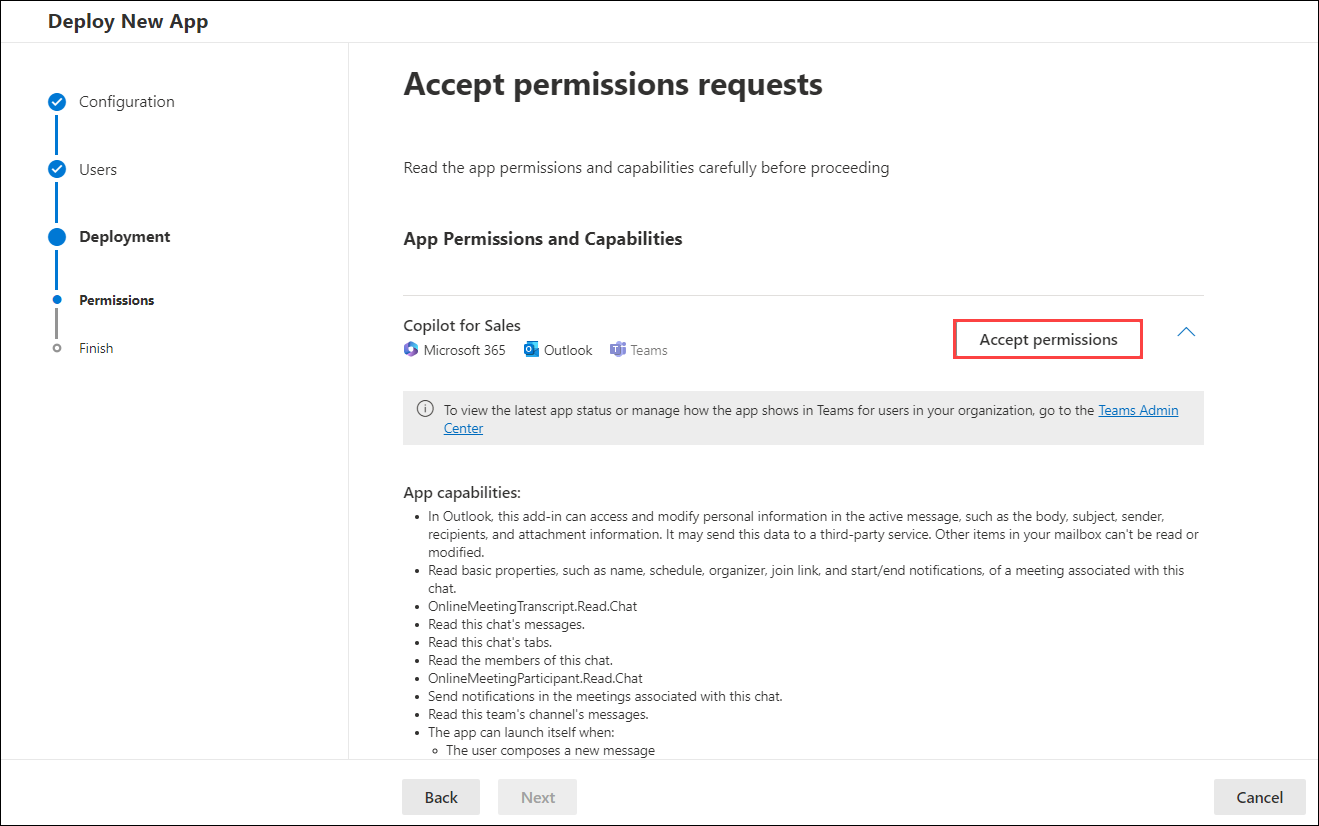 Deploy New App
Configuration
Users
Deployment
Permissions
Finish
Accept permissions requests
Read the app permissions and capabilities carefully before proceeding
App Permissions and Capabilities
Copilot for Sales
Microsoft 365 Outlook Teams
Accept permissions
To view the latest app status or manage how the app shows in Teams for users in your organization, go to the Teams Admin
Center
App capabilities:
• In Outlook, this add-in can access and modify personal information in the active message, such as the body, subject, sender,
recipients, and attachment information. It may send this data to a third-party service. Other items in your mailbox can't be read or
modified.
• Read basic properties, such as name, schedule, organizer, join link, and start/end notifications, of a meeting associated with this
chat.
• OnlineMeetingTranscript.Read.Chat
• Read this chat's messages.
• Read this chat's tabs.
• Read the members of this chat.
• OnlineMeetingParticipant.Read.Chat
• Send notifications in the meetings associated with this chat.
• Read this team's channel's messages.
• The app can launch itself when:
◦ The user composes a new message
Back
Next
Cancel